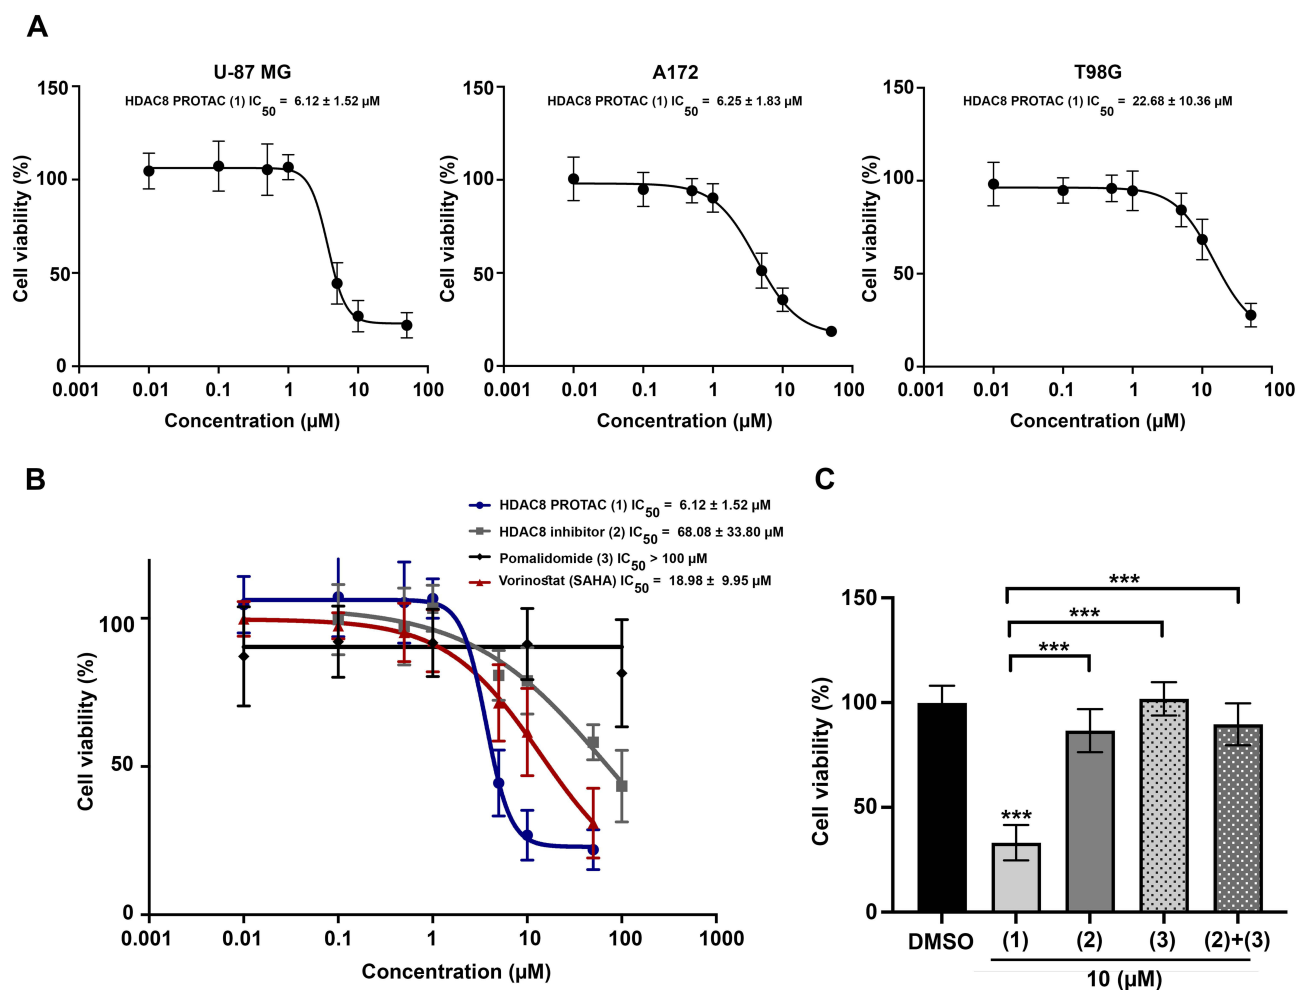 A
U-87 MG
HDAC8 PROTAC (1) IC50 = 6.12 ± 1.52 µM
150
100
50
0
Cell viability (%)
0.001 0.01 0.1 1 10 100
Concentration (µM)
A172
HDAC8 PROTAC (1) IC50 = 6.25 ± 1.83 µM
150
100
50
0
Cell viability (%)
0.001 0.01 0.1 1 10 100
Concentration (µM)
T98G
HDAC8 PROTAC (1) IC50 = 22.68 ± 10.36 µM
150
100
50
0
Cell viability (%)
0.001 0.01 0.1 1 10 100
Concentration (µM)
B
HDAC8 PROTAC (1) IC50 = 6.12 ± 1.52 µM
HDAC8 inhibitor (2) IC50 = 68.08 ± 33.80 µM
Pomalidomide (3) IC50 > 100 µM
Vorinostat (SAHA) IC50 = 18.98 ± 9.95 µM
100
50
0
Cell viability (%)
0.001 0.01 0.1 1 10 100 1000
Concentration (µM)
C
***
***
***
***
150
100
50
0
Cell viability (%)
DMSO (1) (2) (3) (2)+(3)
10 (µM)